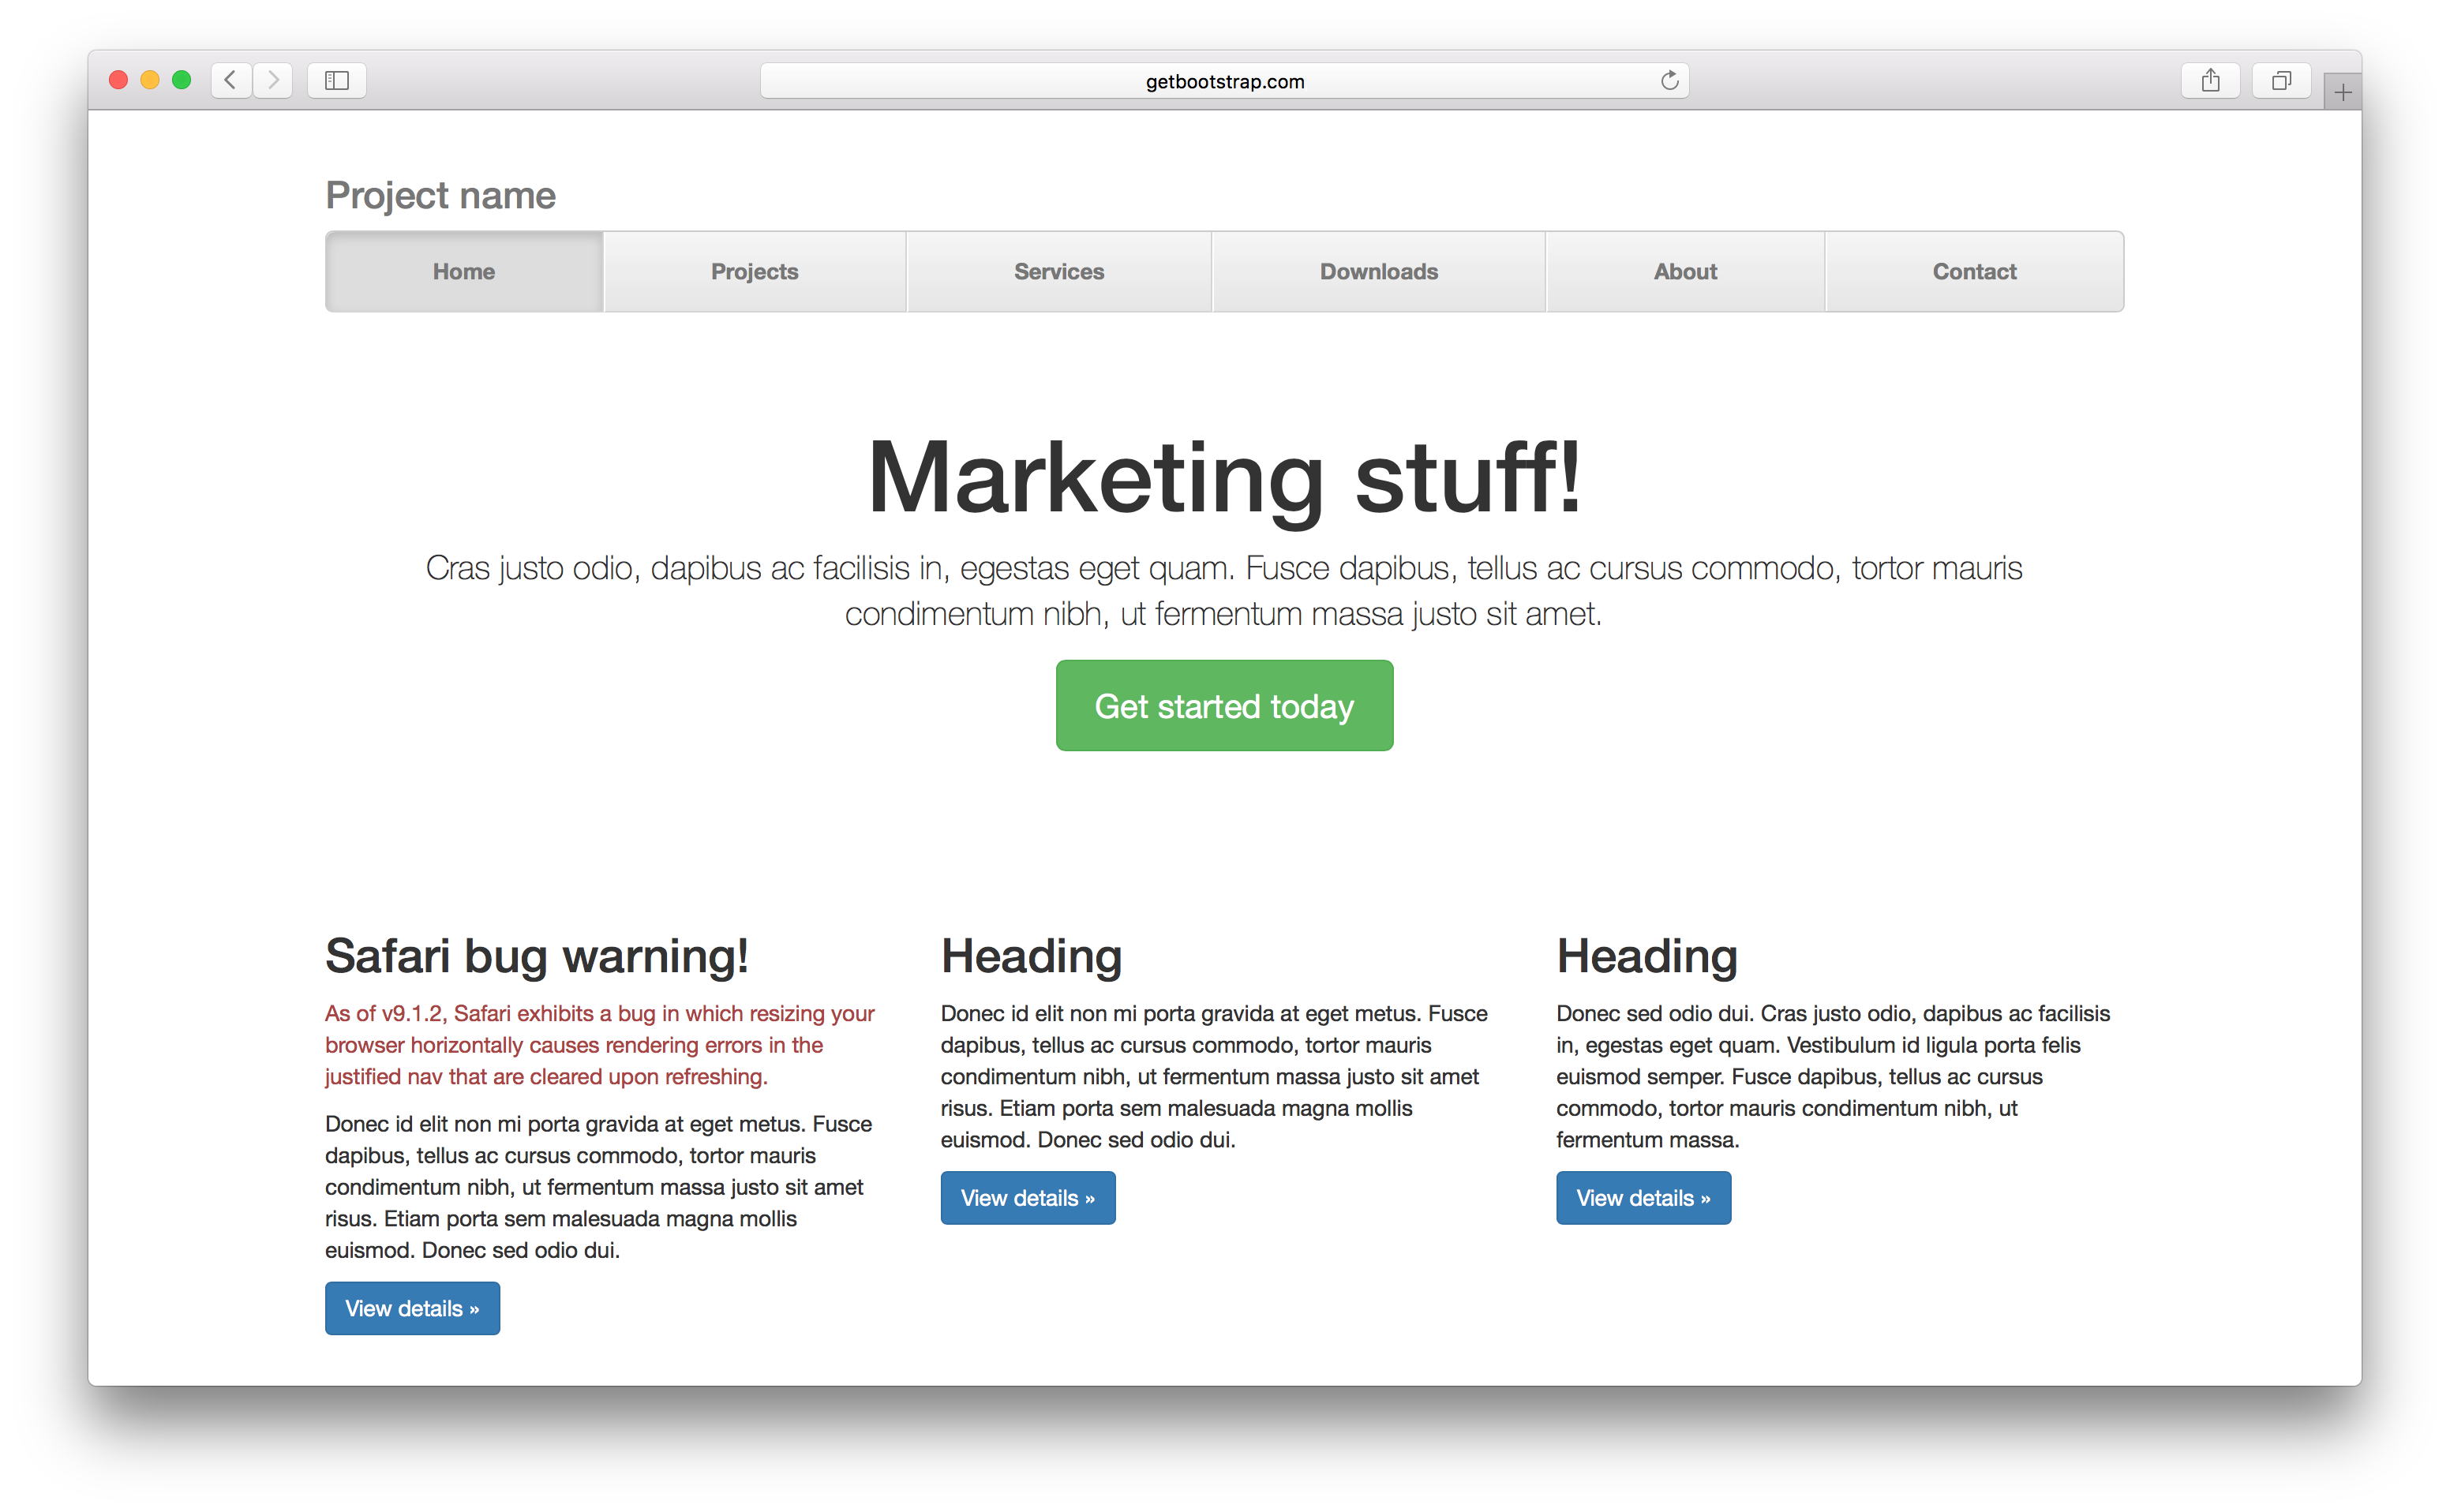 getbootstrap.com
Project name
Home
Projects
Services
Downloads
About
Contact
Marketing stuff!
Cras justo odio, dapibus ac facilisis in, egestas eget quam. Fusce dapibus, tellus ac cursus commodo, tortor mauris
condimentum nibh, ut fermentum massa justo sit amet.
Get started today
Safari bug warning!
As of v9.1.2, Safari exhibits a bug in which resizing your
browser horizontally causes rendering errors in the
justified nav that are cleared upon refreshing.
Donec id elit non mi porta gravida at eget metus. Fusce
dapibus, tellus ac cursus commodo, tortor mauris
condimentum nibh, ut fermentum massa justo sit amet
risus. Etiam porta sem malesuada magna mollis
euismod. Donec sed odio dui.
View details »
Heading
Donec id elit non mi porta gravida at eget metus. Fusce
dapibus, tellus ac cursus commodo, tortor mauris
condimentum nibh, ut fermentum massa justo sit amet
risus. Etiam porta sem malesuada magna mollis
euismod. Donec sed odio dui.
View details »
Heading
Donec sed odio dui. Cras justo odio, dapibus ac facilisis
in, egestas eget quam. Vestibulum id ligula porta felis
euismod semper. Fusce dapibus, tellus ac cursus
commodo, tortor mauris condimentum nibh, ut
fermentum massa.
View details »